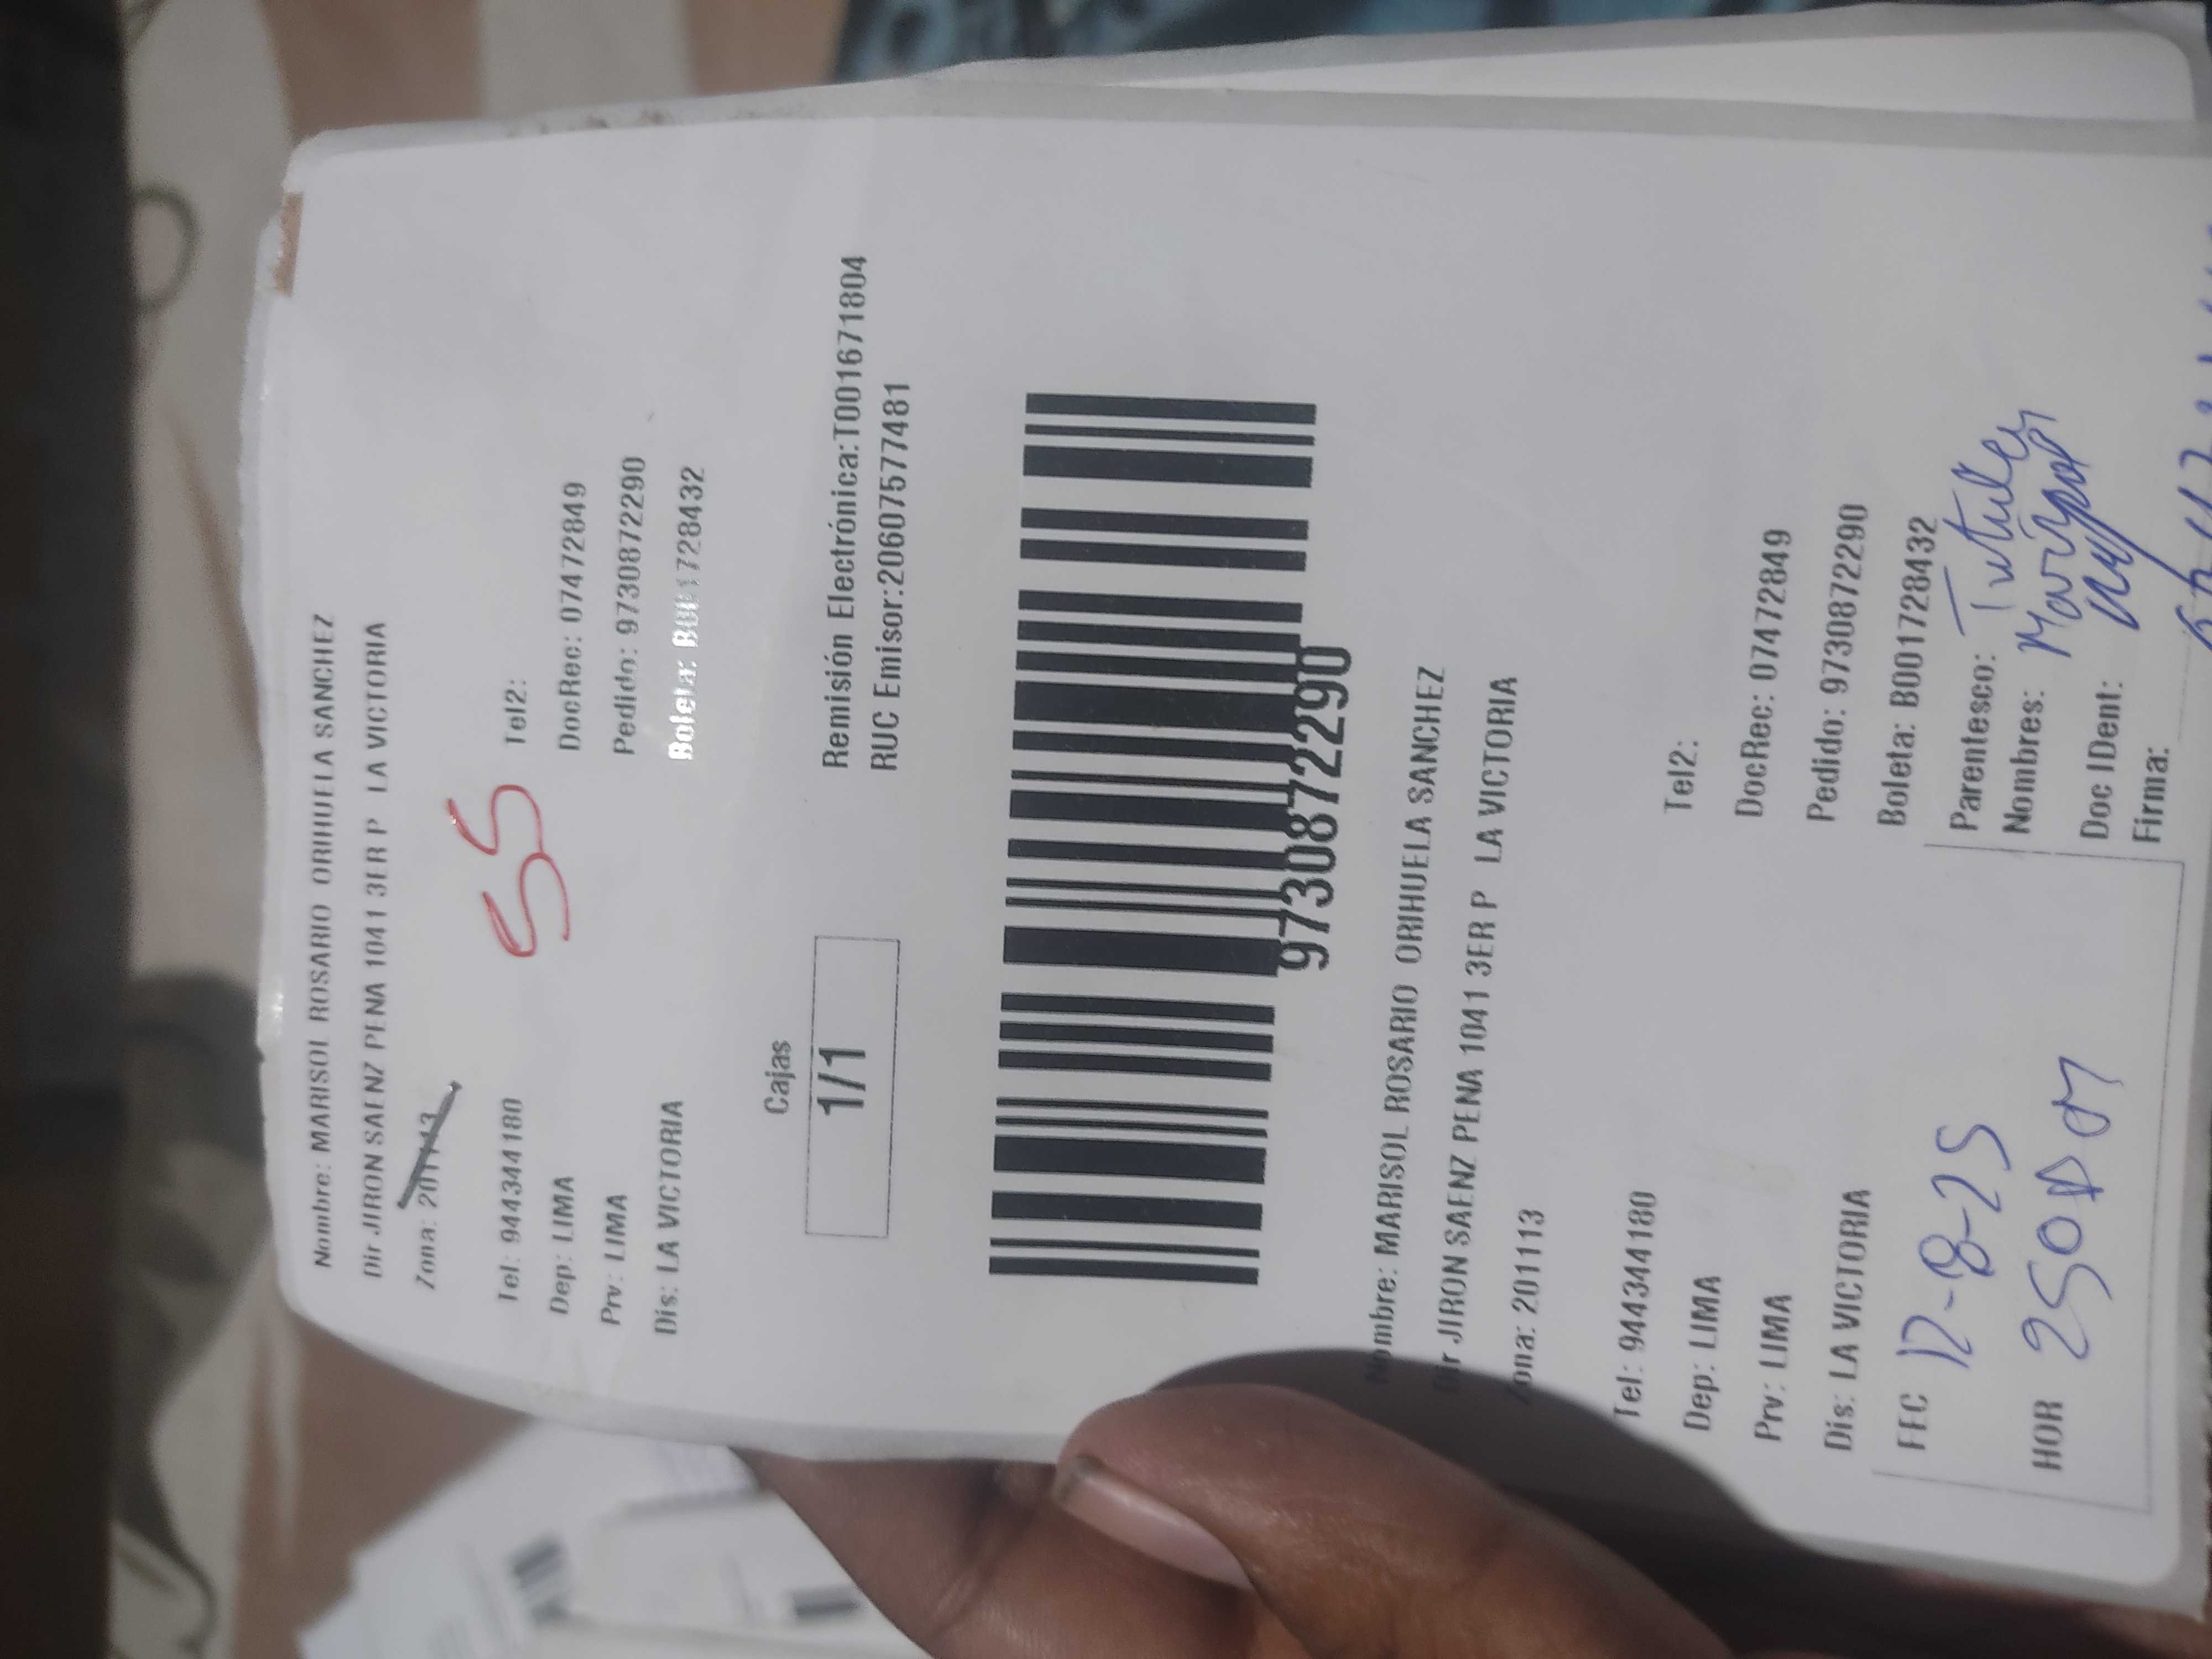 Nombre: MARISOL ROSARIO ORIHUELA SANCHEZ
Dir JIRON SAENZ PENA 1041 3ER P LA VICTORIA
Zona: 201113
55
Tel: 944344180 Tel2:
Dep: LIMA DocRec: 07472849
Prv: LIMA Pedido: 9730872290
Dis: LA VICTORIA Boleta: B001728432
Cajas
1/1
Remisión Electrónica:T001671804
RUC Emisor:20607577481
9730872290
Nombre: MARISOL ROSARIO ORIHUELA SANCHEZ
Dir JIRON SAENZ PENA 1041 3ER P LA VICTORIA
Zona: 201113
Tel: 944344180 Tel2:
Dep: LIMA DocRec: 07472849
Prv: LIMA Pedido: 9730872290
Dis: LA VICTORIA Boleta: B001728432
FEC 12-8-25
Parentesco:
Nombres: Marisol
HOR
Doc IDent:
Firma: